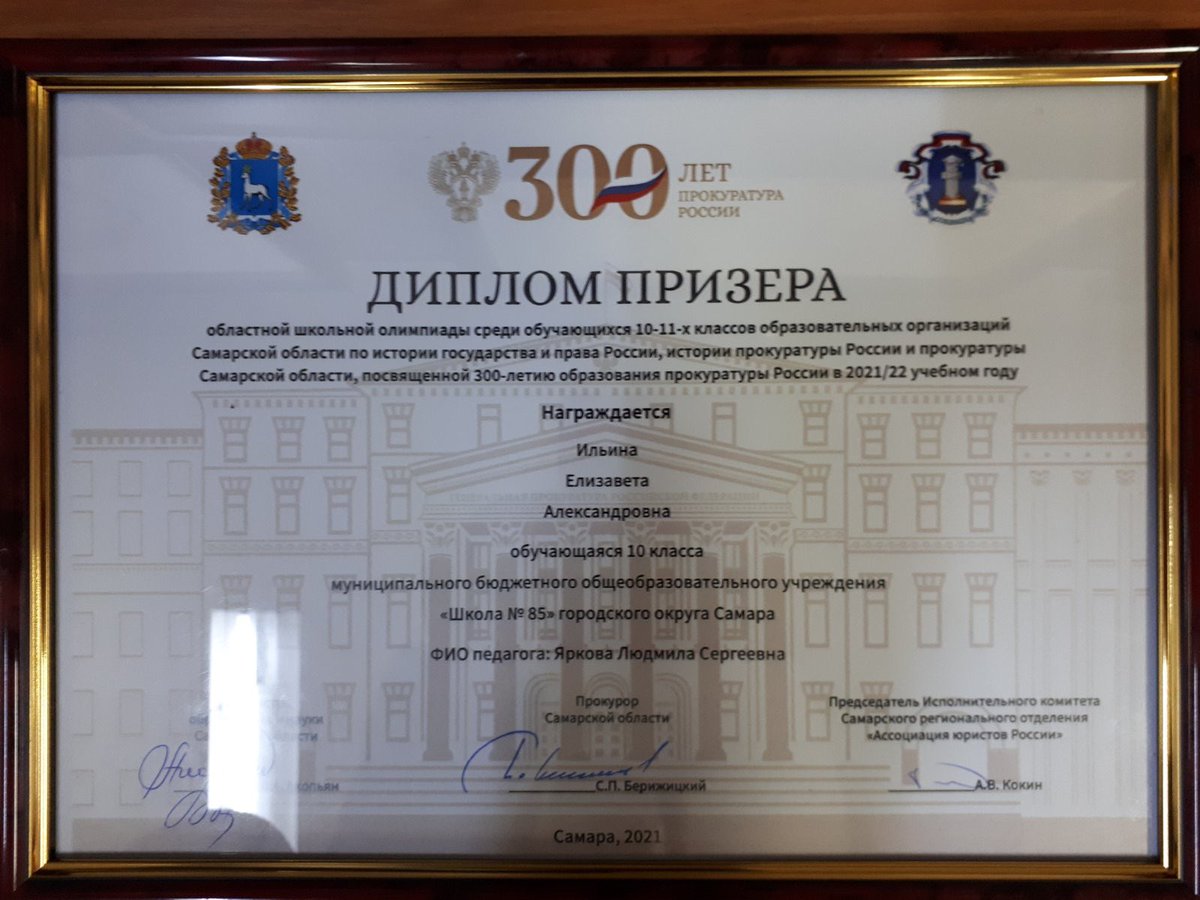 300 ЛЕТ
ПРОКУРАТУРА
РОССИИ
ДИПЛОМ ПРИЗЕРА
областной школьной олимпиады среди обучающихся 10-11-х классов образовательных организаций
Самарской области по истории государства и права России, истории прокуратуры России и прокуратуры
Самарской области, посвященной 300-летию образования прокуратуры России в 2021/22 учебном году
Награждается
Ильина
Елизавета
ГЕНЕРАЛЬНАЯ ПРОКУРАТУРА РОССИЙСКОЙ ФЕДЕРАЦИИ
Александровна
обучающаяся 10 класса
муниципального бюджетного общеобразовательного учреждения
«Школа № 85» городского округа Самара
ФИО педагога: Яркова Людмила Сергеевна
Прокурор
Самарской области
С.П. Берижицкий
Председатель Исполнительного комитета
Самарского регионального отделения
«Ассоциация юристов России»
А.В. Кокин
Самара, 2021